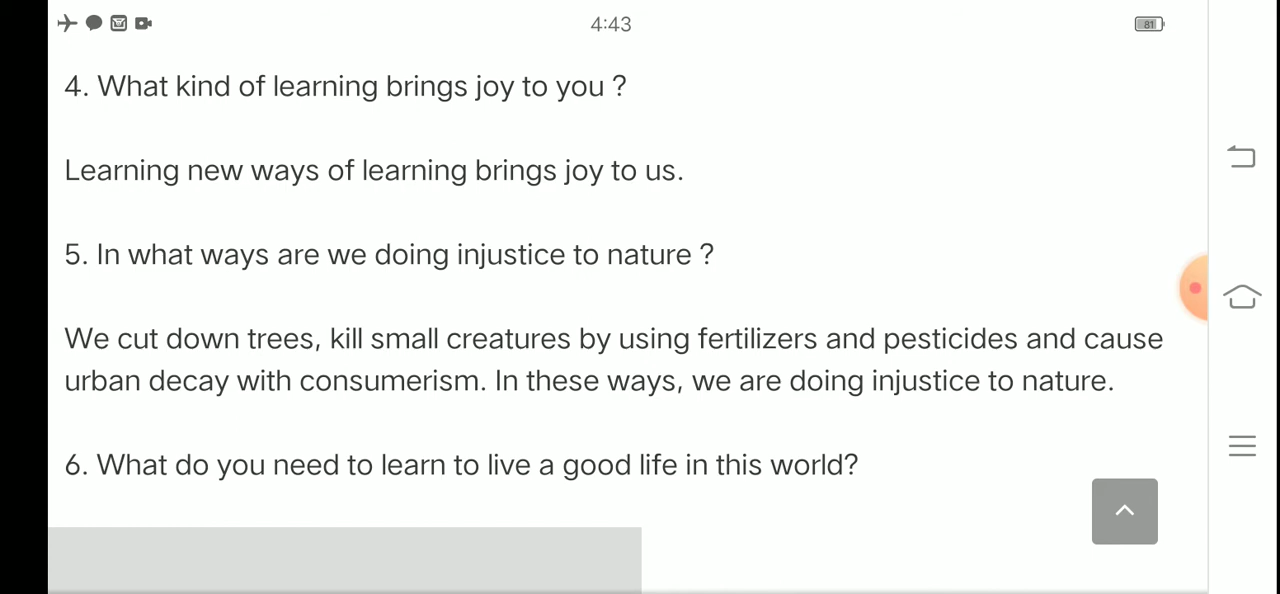 4:43
81
4. What kind of learning brings joy to you ?
Learning new ways of learning brings joy to us.
5. In what ways are we doing injustice to nature ?
We cut down trees, kill small creatures by using fertilizers and pesticides and cause
urban decay with consumerism. In these ways, we are doing injustice to nature.
6. What do you need to learn to live a good life in this world?